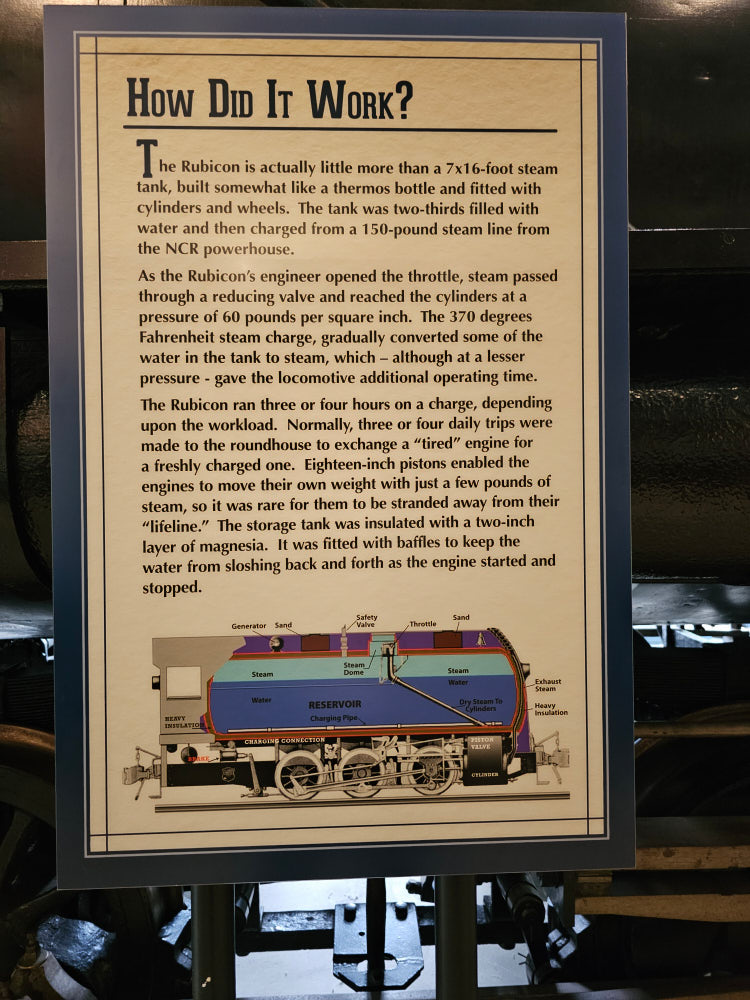 How Did It Work?
The Rubicon is actually little more than a 7x16-foot steam
tank, built somewhat like a thermos bottle and fitted with
cylinders and wheels. The tank was two-thirds filled with
water and then charged from a 150-pound steam line from
the NCR powerhouse.
As the Rubicon's engineer opened the throttle, steam passed
through a reducing valve and reached the cylinders at a
pressure of 60 pounds per square inch. The 370 degrees
Fahrenheit steam charge, gradually converted some of the
water in the tank to steam, which – although at a lesser
pressure - gave the locomotive additional operating time.
The Rubicon ran three or four hours on a charge, depending
upon the workload. Normally, three or four daily trips were
made to the roundhouse to exchange a "tired" engine for
a freshly charged one. Eighteen-inch pistons enabled the
engines to move their own weight with just a few pounds of
steam, so it was rare for them to be stranded away from their
"lifeline." The storage tank was insulated with a two-inch
layer of magnesia. It was fitted with baffles to keep the
water from sloshing back and forth as the engine started and
stopped.
Generator
Sand
Safety
Valve
Throttle
Sand
Steam
Steam
Dome
Steam
Water
Water
RESERVOIR
Charging Pipe
Dry Steam To
Cylinders
Exhaust
Steam
Heavy
Insulation
HEAVY
INSULATION
CHARGING CONNECTION
PISTON
VALVE
BRAKE
CYLINDER